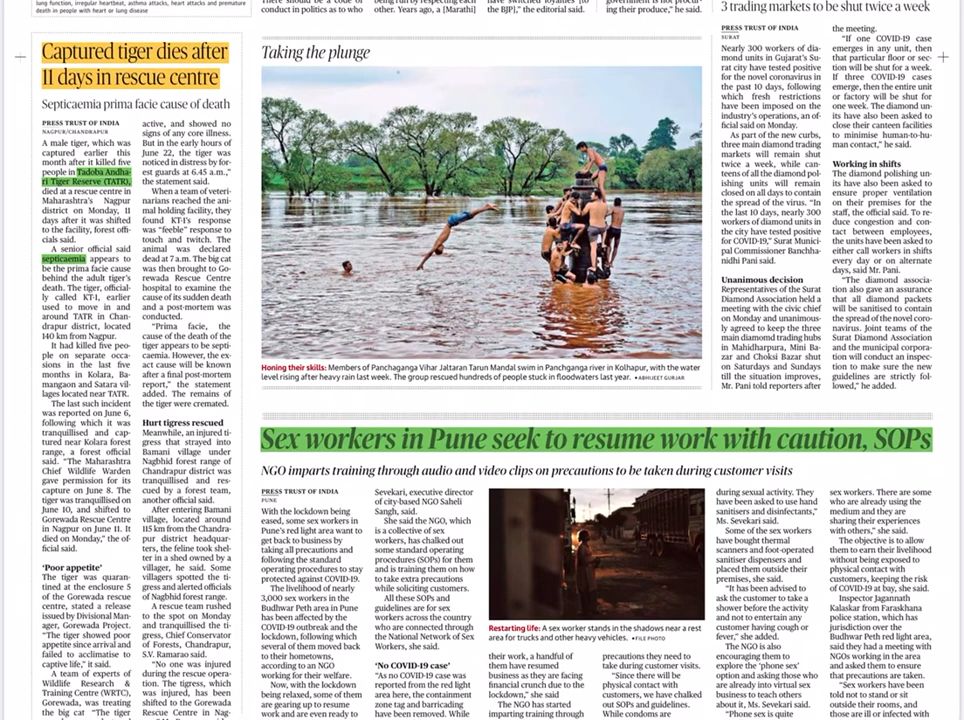 lung function, irregular heartbeat, asthma attacks, heart attacks and premature
death in people with heart or lung disease
conduct in politics as to who
being run by respecting each
other. Years ago, a [Marathi]
have switched loyalties [to
the BJP]," the editorial said.
ing their produce," he said.
3 trading markets to be shut twice a week
Captured tiger dies after
11 days in rescue centre
Septicaemia prima facie cause of death
PRESS TRUST OF INDIA
NAGPUR/CHANDRAPUR
A male tiger, which was
captured earlier this
month after it killed five
people in Tadoba Andha-
ri Tiger Reserve (TATR),
died at a rescue centre in
Maharashtra's Nagpur
district on Monday, 11
days after it was shifted
to the facility, forest offi-
cials said.
A senior official said
septicaemia appears to
be the prima facie cause
behind the adult tiger's
death. The tiger, official-
ly called KT-1, earlier
used to move in and
around TATR in Chan-
drapur district, located
140 km from Nagpur.
It had killed five peo-
ple on separate occa-
sions in the last five
months in Kolara, Ba-
mangaon and Satara vil-
lages located near TATR.
The last such incident
was reported on June 6,
following which it was
tranquillised and cap-
tured near Kolara forest
range, a forest official
said. "The Maharashtra
Chief Wildlife Warden
gave permission for its
capture on June 8. The
tiger was tranquillised on
June 10, and shifted to
Gorewada Rescue Centre
in Nagpur on June 11. It
died on Monday," the of-
ficial said.
'Poor appetite'
The tiger was quaran-
tined at the enclosure 5
of the Gorewada rescue
centre, stated a release
issued by Divisional Man-
ager, Gorewada Project.
"The tiger showed poor
appetite since arrival and
failed to acclimatise to
captive life," it said.
A team of experts of
Wildlife Research &
Training Centre (WRTC),
Gorewada, was treating
the big cat "The tiger
active, and showed no
signs of any core illness.
But in the early hours of
June 22, the tiger was
noticed in distress by for-
est guards at 6.45 a.m.,"
the statement said.
When a team of veteri-
narians reached the ani-
mal holding facility, they
found KT-1's response
was "feeble" response to
touch and twitch. The
animal was declared
dead at 7 a.m. The big cat
was then brought to Go-
rewada Rescue Centre
hospital to examine the
cause of its sudden death
and a post-mortem was
conducted.
"Prima facie, the
cause of the death of the
tiger appears to be septi-
caemia. However, the ex-
act cause will be known
after a final post-mortem
report," the statement
added. The remains of
the tiger were cremated.
Hurt tigress rescued
Meanwhile, an injured ti-
gress that strayed into
Bamani village under
Nagbhid forest range of
Chandrapur district was
tranquillised and res-
cued by a forest team,
another official said.
After entering Bamani
village, located around
115 km from the Chandra-
pur district headquar-
ters, the feline took shel-
ter in a shed owned by a
villager, he said. Some
villagers spotted the ti-
gress and alerted officials
of Nagbhid forest range.
A rescue team rushed
to the spot on Monday
and tranquillised the ti-
gress, Chief Conservator
of Forests, Chandrapur,
S.V. Ramarao said.
"No one was injured
during the rescue opera-
tion. The tigress, which
was injured, has been
shifted to the Gorewada
Rescue Centre in Nag-
Taking the plunge
Honing their skills: Members of Panchaganga Vihar Jaltaran Tarun Mandal swim in Panchganga river in Kolhapur, with the water
level rising after heavy rain last week. The group rescued hundreds of people stuck in floodwaters last year. •ABHIJEET GURJAR
PRESS TRUST OF INDIA
SURAT
Nearly 300 workers of dia-
mond units in Gujarat's Su-
rat city have tested positive
for the novel coronavirus in
the past 10 days, following
which fresh restrictions
have been imposed on the
industry's operations, an of-
ficial said on Monday.
As part of the new curbs,
three main diamond trading
markets will remain shut
twice a week, while can-
teens of all the diamond pol-
ishing units will remain
closed on all days to contain
the spread of the virus. "In
the last 10 days, nearly 300
workers of diamond units in
the city have tested positive
for COVID-19," Surat Munici-
pal Commissioner Banchha-
nidhi Pani said.
Unanimous decision
Representatives of the Surat
Diamond Association held a
meeting with the civic chief
on Monday and unanimous-
ly agreed to keep the three
main diamond trading hubs
in Mahidharpura, Mini Ba-
zar and Choksi Bazar shut
on Saturdays and Sundays
till the situation improves,
Mr. Pani told reporters after
the meeting.
"If one COVID-19 case
emerges in any unit, then
that particular floor or sec-
tion will be shut for a week.
If three COVID-19 cases
emerge, then the entire unit
or factory will be shut for
one week. The diamond un-
its have also been asked to
close their canteen facilities
to minimise human-to-hu-
man contact," he said.
Working in shifts
The diamond polishing un-
its have also been asked to
ensure proper ventilation
on their premises for the
staff, the official said. To re-
duce congestion and con-
tact between employees,
the units have been asked to
either call workers in shifts
every day or on alternate
days, said Mr. Pani.
"The diamond associa-
tion also gave an assurance
that all diamond packets
will be sanitised to contain
the spread of the novel coro-
navirus. Joint teams of the
Surat Diamond Association
and the municipal corpora-
tion will conduct an inspec-
tion to make sure the new
guidelines are strictly fol-
lowed," he added.
Sex workers in Pune seek to resume work with caution, SOPs
NGO imparts training through audio and video clips on precautions to be taken during customer visits
PRESS TRUST OF INDIA
PUNE
With the lockdown being
eased, some sex workers in
Pune's red light area want to
get back to business by
taking all precautions and
following the standard
operating procedures to stay
protected against COVID-19.
The livelihood of nearly
3,000 sex workers in the
Budhwar Peth area in Pune
has been affected by the
COVID-19 outbreak and the
lockdown, following which
several of them moved back
to their hometowns,
according to an NGO
working for their welfare.
Now, with the lockdown
being relaxed, some of them
are gearing up to resume
work and are even ready to
Sevekari, executive director
of city-based NGO Saheli
Sangh, said.
She said the NGO, which
is a collective of sex
workers, has chalked out
some standard operating
procedures (SOPs) for them
and is training them on how
to take extra precautions
while soliciting customers.
All these SOPs and
guidelines are for sex
workers across the country
who are connected through
the National Network of Sex
Workers, she said.
'No COVID-19 case'
"As no COVID-19 case was
reported from the red light
area here, the containment
zone tag and barricading
have been removed. While
Restarting life: A sex worker stands in the shadows near a rest
area for trucks and other heavy vehicles. •FILE PHOTO
their work, a handful of
them have resumed
business as they are facing
financial crunch due to the
lockdown," she said
The NGO has started
imparting training through
precautions they need to
take during customer visits.
"Since there will be
physical contact with
customers, we have chalked
out SOPs and guidelines.
While condoms are
during sexual activity. They
have been asked to use hand
sanitisers and disinfectants,"
Ms. Sevekari said.
Some of the sex workers
have bought thermal
scanners and foot-operated
sanitiser dispensers and
placed them outside their
premises, she said.
"It has been advised to
ask the customer to take a
shower before the activity
and not to entertain any
customer having cough or
fever," she added.
The NGO is also
encouraging them to
explore the 'phone sex'
option and asking those who
are already into virtual sex
business to teach others
about it, Ms. Sevekari said.
"Phone sex is quite
sex workers. There are some
who are already using the
medium and they are
sharing their experiences
with others," she said.
The objective is to allow
them to earn their livelihood
without being exposed to
physical contact with
customers, keeping the risk
of COVID-19 at bay, she said.
Inspector Jagannath
Kalaskar from Faraskhana
police station, which has
jurisdiction over the
Budhwar Peth red light area,
said they had a meeting with
NGOs working in the area
and asked them to ensure
that precautions are taken.
"Sex workers have been
told not to stand or sit
outside their rooms, and
those are ill or infected with